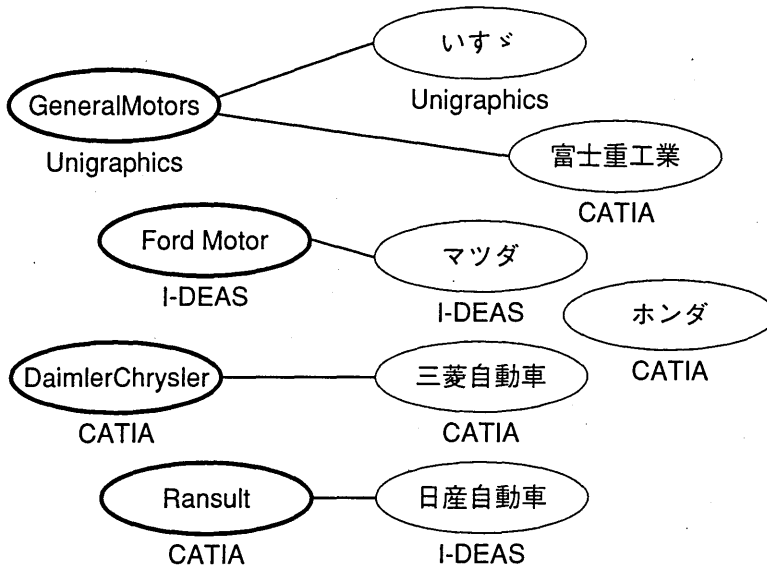 いすゞ
GeneralMotors
Unigraphics
Unigraphics
富士重工業
CATIA
Ford Motor
マツダ
I-DEAS
I-DEAS
ホンダ
CATIA
DaimlerChrysler
三菱自動車
CATIA
CATIA
Ransult
日産自動車
CATIA
I-DEAS